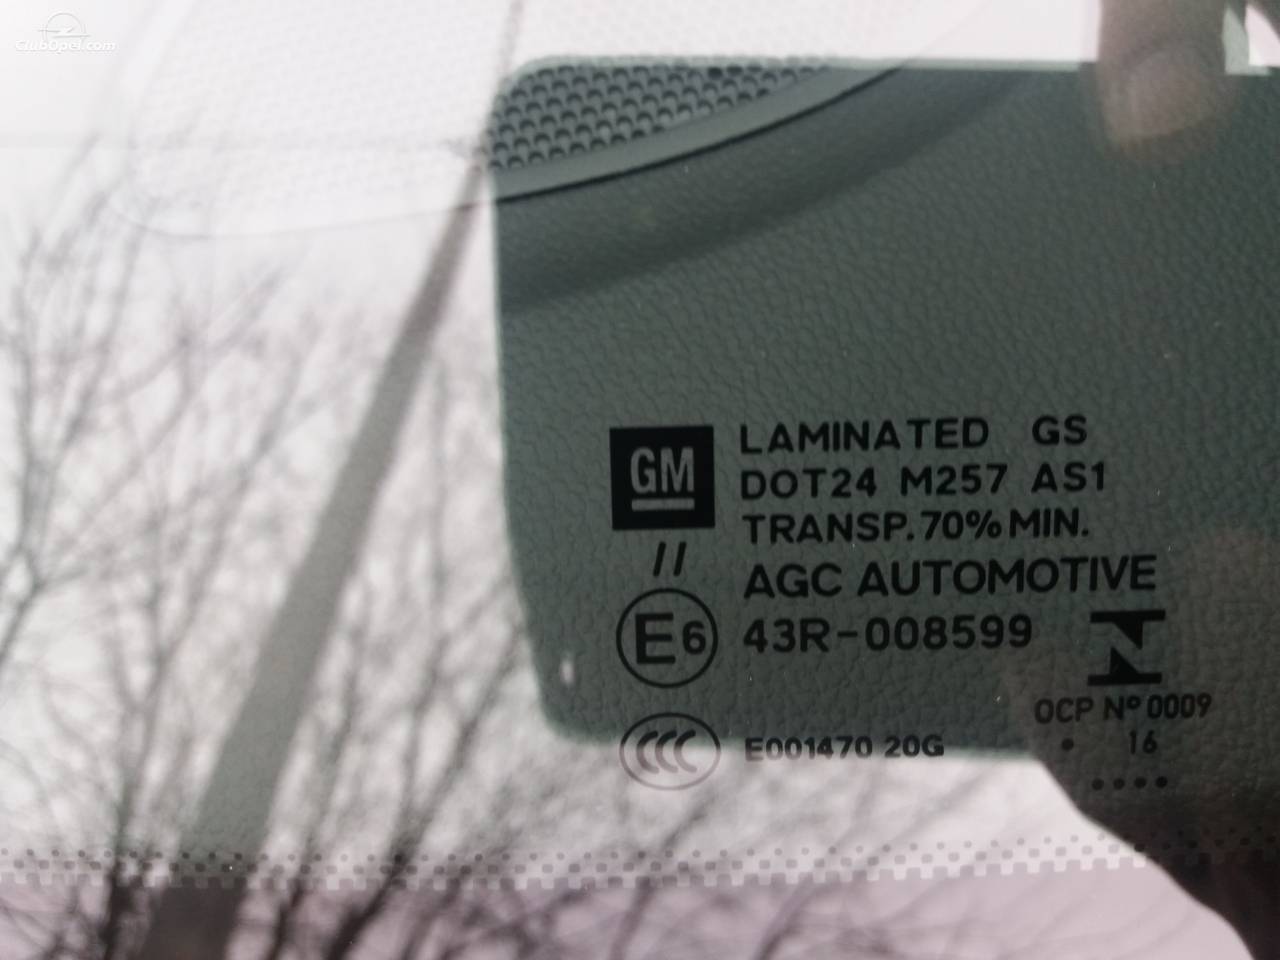 ClubOpel.com
GM
LAMINATED GS
DOT24 M257 AS1
TRANSP. 70% MIN.
//
AGC AUTOMOTIVE
E6
43R-008599
OCP Nº 0009
CCC
E001470 20G
• 16
••••